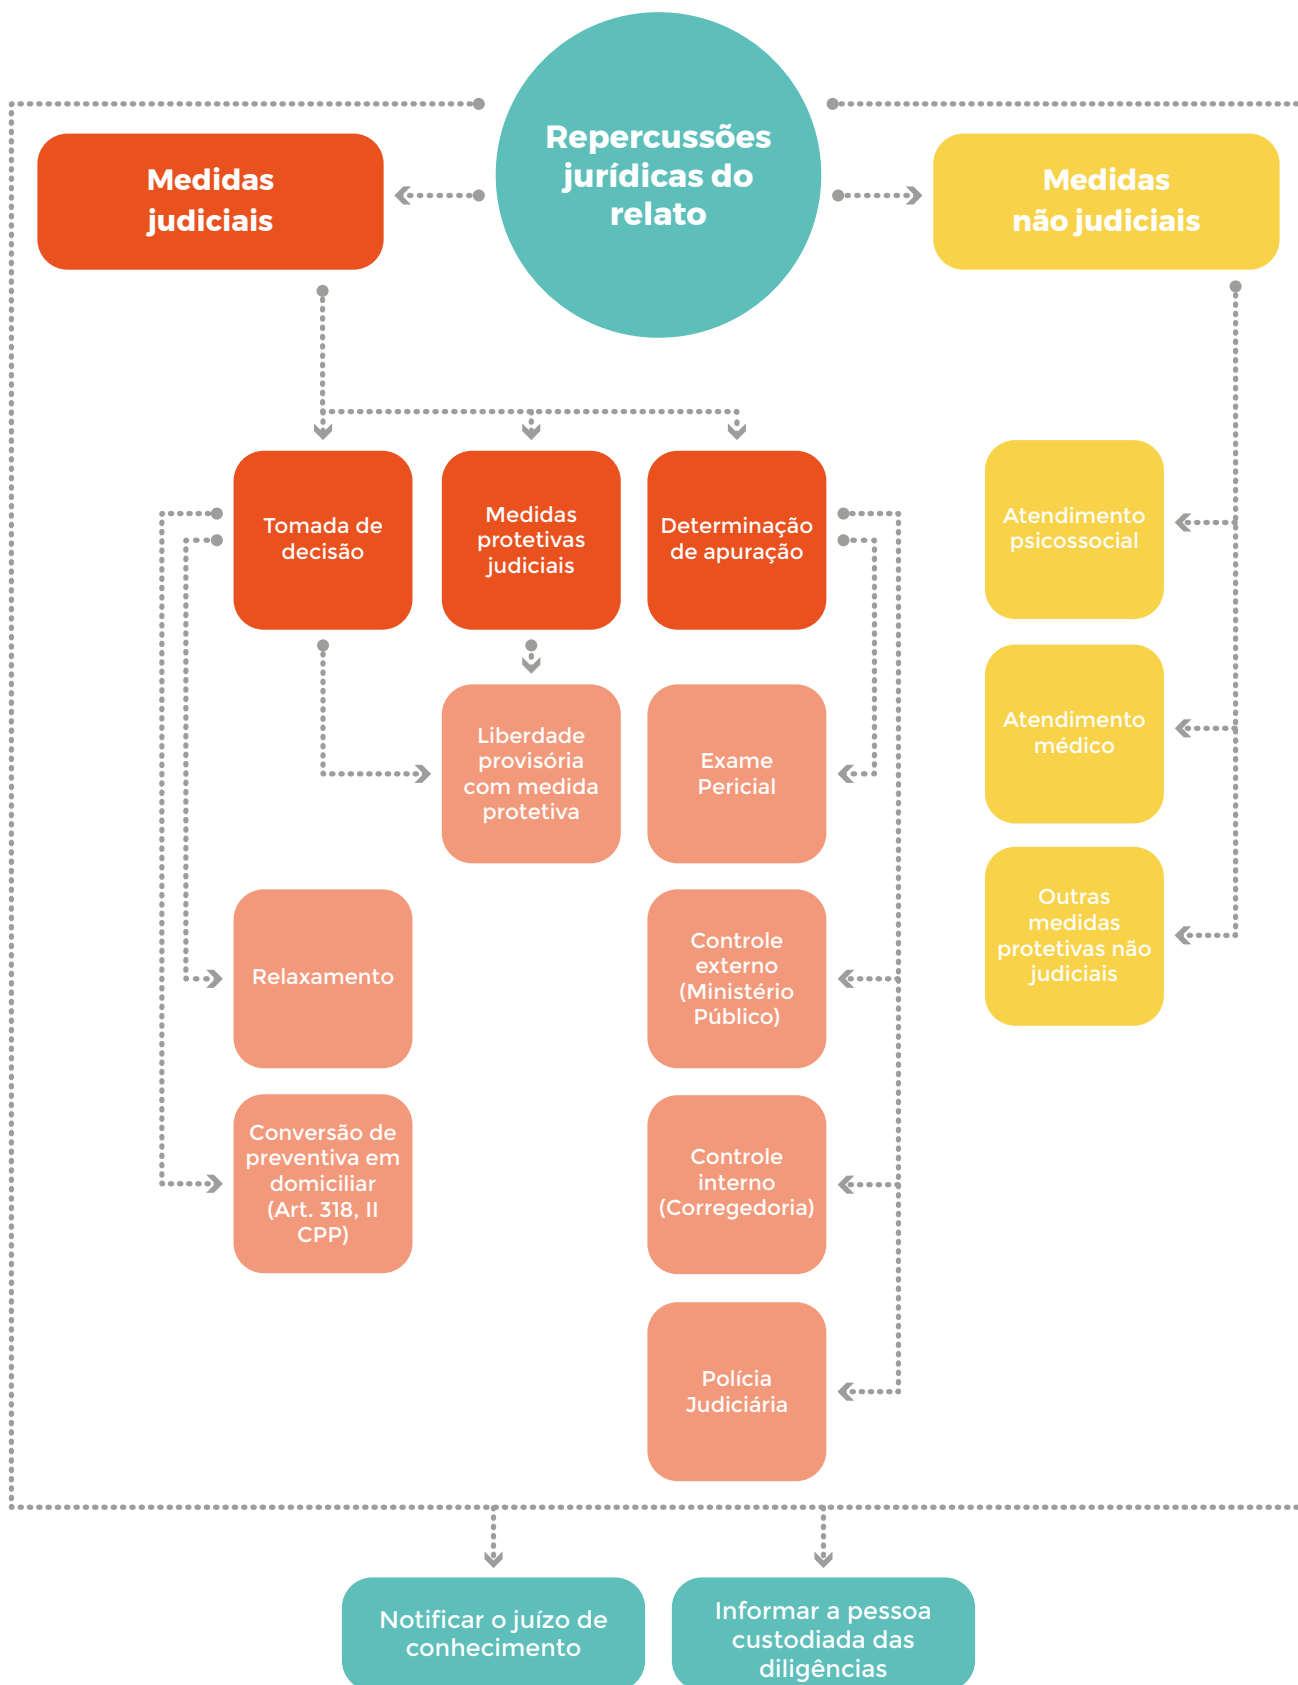 Repercussões
jurídicas do
relato
Medidas
judiciais
Medidas
não judiciais
Tomada de
decisão
Medidas
protetivas
judiciais
Determinação
de apuração
Atendimento
psicossocial
Liberdade
provisória
com medida
protetiva
Exame
Pericial
Atendimento
médico
Relaxamento
Controle
externo
(Ministério
Público)
Outras
medidas
protetivas não
judiciais
Conversão de
preventiva em
domiciliar
(Art. 318, II
CPP)
Controle
interno
(Corregedoria)
Polícia
Judiciária
Notificar o juízo de
conhecimento
Informar a pessoa
custodiada das
diligências